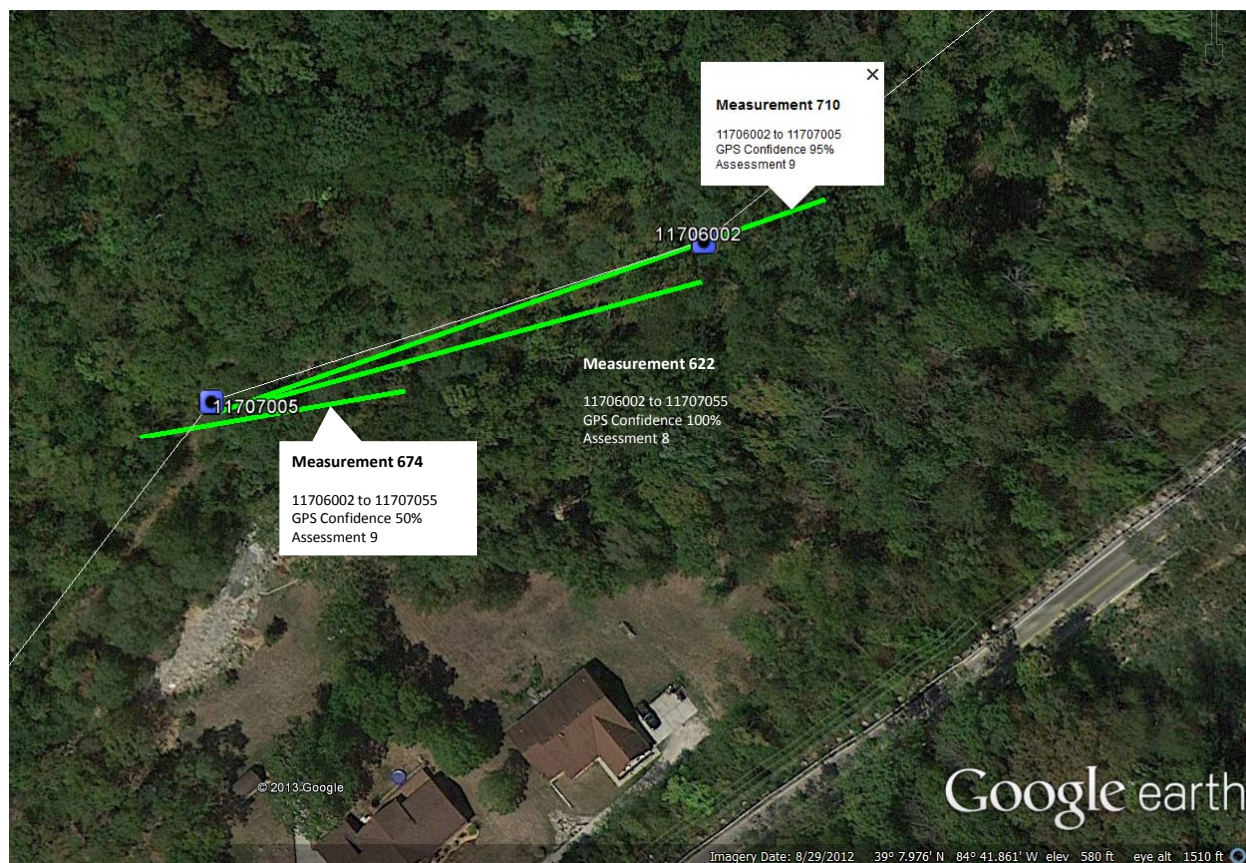 Measurement 710
11706002 to 11707005
GPS Confidence 95%
Assessment 9
11706002
Measurement 622
11706002 to 11707055
GPS Confidence 100%
Assessment 8
11707005
Measurement 674
11706002 to 11707055
GPS Confidence 50%
Assessment 9
© 2013 Google
Google earth
Imagery Date: 8/29/2012 39° 7.976' N 84° 41.861' W elev 580 ft eye alt 1510 ft